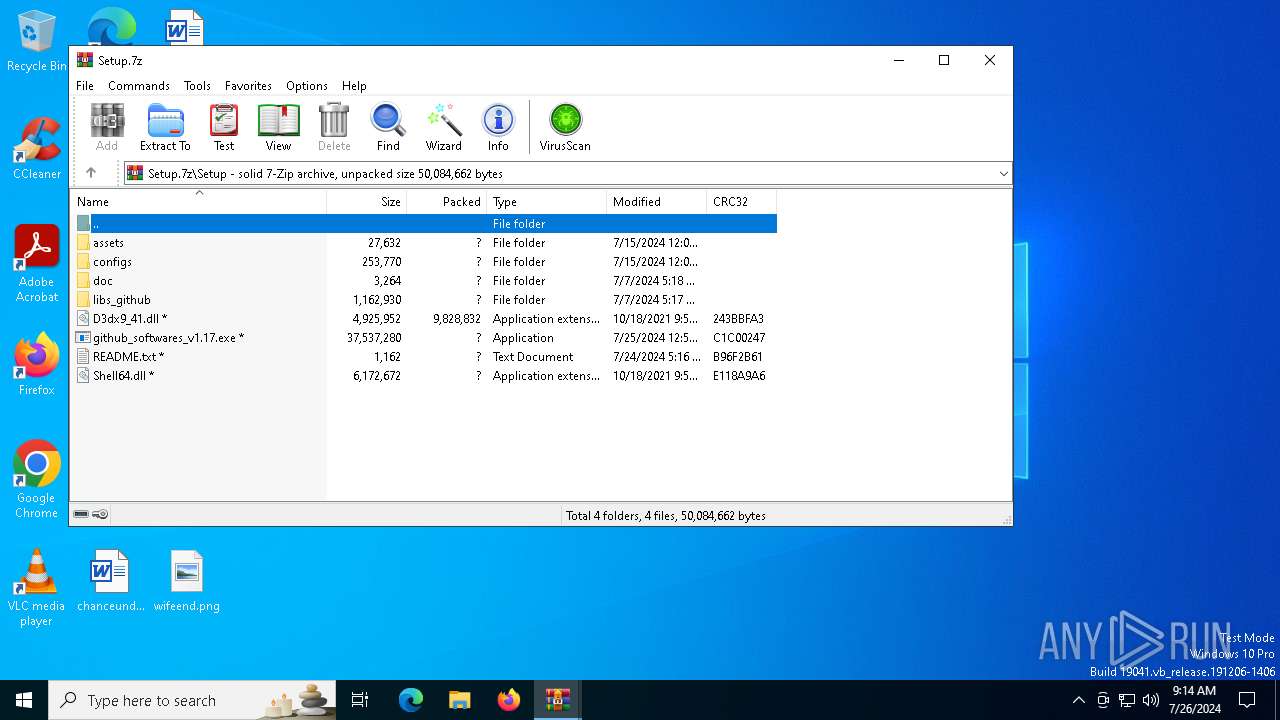 Recycle Bin
Setup.7z
File Commands Tools Favorites Options Help
Add Extract To Test View Delete Find Wizard Info VirusScan
Setup.7z\Setup - solid 7-Zip archive, unpacked size 50,084,662 bytes
Name Size Packed Type Modified CRC32
.. File folder
assets 27,632 ? File folder 7/15/2024 12:0...
configs 253,770 ? File folder 7/15/2024 12:0...
doc 3,264 ? File folder 7/7/2024 5:18 ...
libs_github 1,162,930 ? File folder 7/7/2024 5:17 ...
D3dx9_41.dll * 4,925,952 9,828,832 Application extens... 10/18/2021 9:5... 243BBFA3
github_softwares_v1.17.exe * 37,537,280 ? Application 7/25/2024 12:5... C1C00247
README.txt * 1,162 ? Text Document 7/24/2024 5:16 ... B96F2B61
Shell64.dll * 6,172,672 ? Application extens... 10/18/2021 9:5... E118A9A6
Total 4 folders, 4 files, 50,084,662 bytes
CCleaner
Adobe
Acrobat
Firefox
Google
Chrome
VLC media
player
chanceund...
wifeend.png
ANY RUN
Test Mode
Windows 10 Pro
Build 19041.vb_release.191206-1406
Type here to search
9:14 AM
7/26/2024